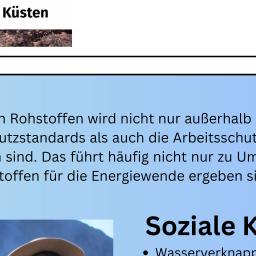 Küsten
n Rohstoffen wird nicht nur außerhalb
utzstandards als auch die Arbeitsschut
n sind. Das führt häufig nicht nur zu Um
toffen für die Energiewende ergeben si
Soziale K
• Wasserverknapp